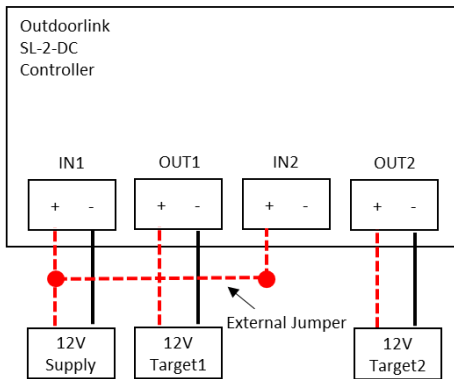 Outdoorlink
SL-2-DC
Controller
IN1 OUT1 IN2 OUT2
+ - + - + - + -
External Jumper
12V Supply
12V Target1
12V Target2